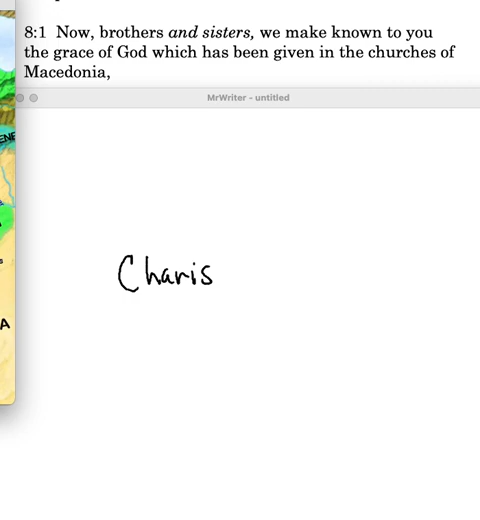 8:1 Now, brothers and sisters, we make known to you
the grace of God which has been given in the churches of
Macedonia,
MrWriter - untitled
ENE
A
Charis